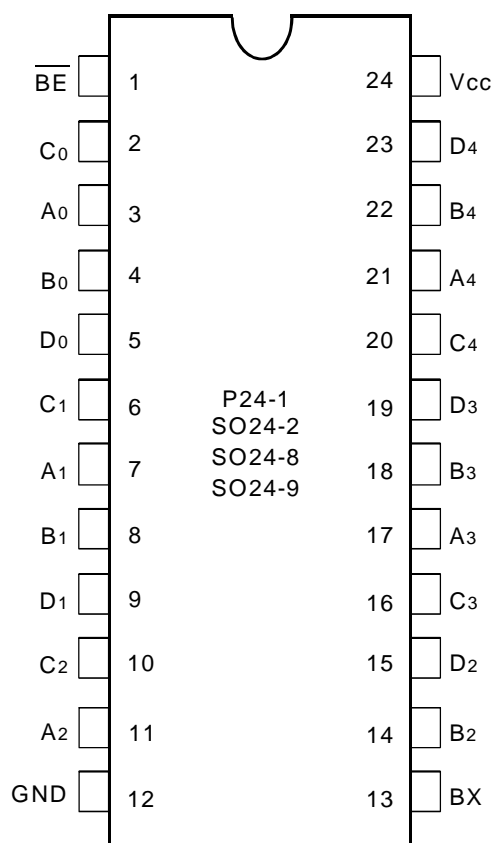 BE 1 24 Vcc
C0 2 23 D4
A0 3 22 B4
B0 4 21 A4
D0 5 20 C4
C1 6 P24-1 19 D3
SO24-2
A1 7 SO24-8 18 B3
SO24-9
B1 8 17 A3
D1 9 16 C3
C2 10 15 D2
A2 11 14 B2
GND 12 13 BX